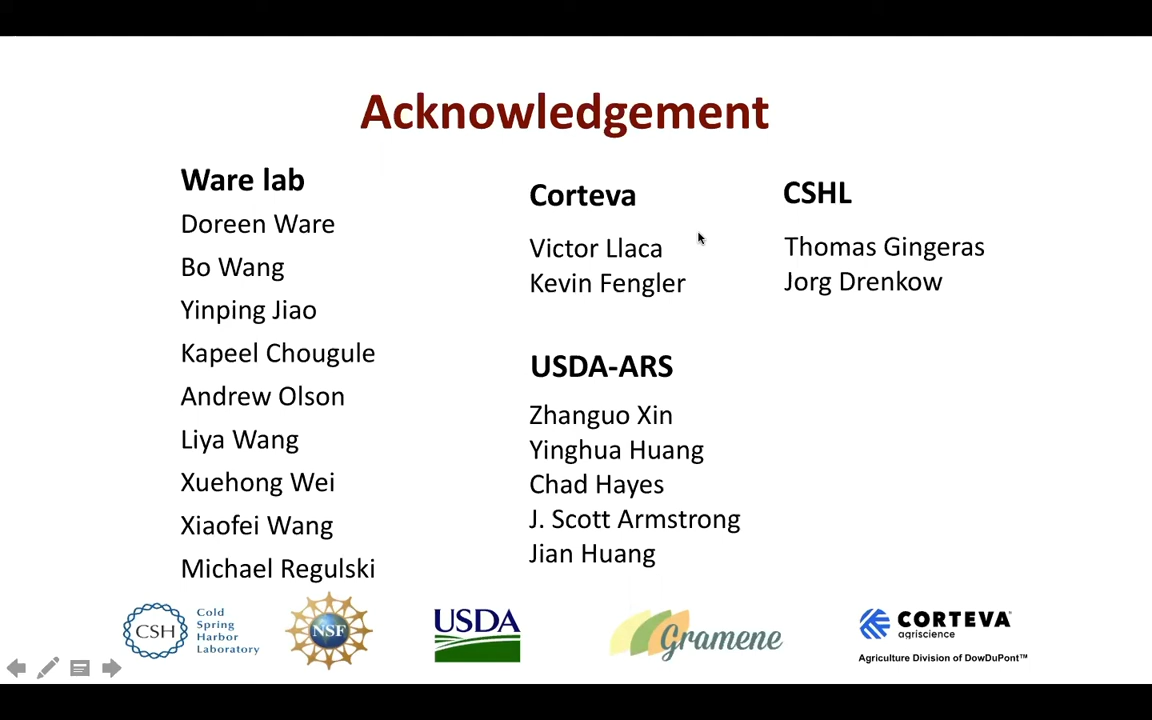 Acknowledgement
Ware lab
Doreen Ware
Bo Wang
Yinping Jiao
Kapeel Chougule
Andrew Olson
Liya Wang
Xuehong Wei
Xiaofei Wang
Michael Regulski
Corteva
Victor Llaca
Kevin Fengler
USDA-ARS
Zhanguo Xin
Yinghua Huang
Chad Hayes
J. Scott Armstrong
Jian Huang
CSHL
Thomas Gingeras
Jorg Drenkow
CSH
Cold
Spring
Harbor
Laboratory
NSF
USDA
Gramene
CORTEVA®
agriscience
Agriculture Division of DowDuPont™